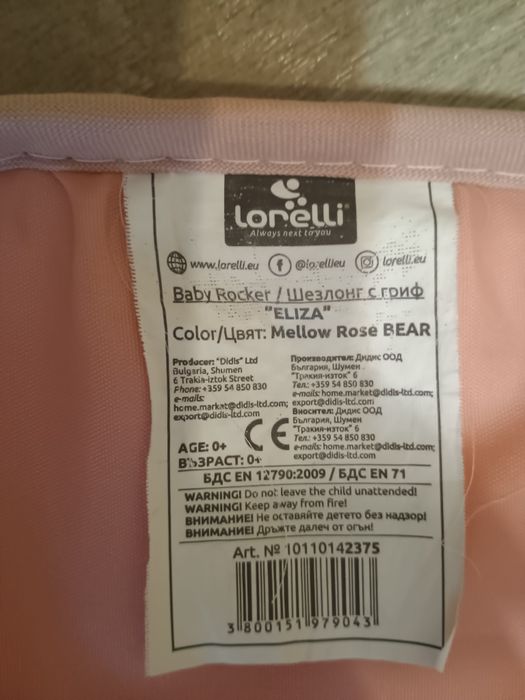 lorelli
Always next to you
www.lorelli.eu @lorellieu lorelli.eu
Baby Rocker / Шезлонг с гриф
"ELIZA"
Color/Цвят: Mellow Rose BEAR
Producer: "Didis" Ltd
Bulgaria, Shumen
6 Trakia-iztok Street
Phone: +359 54 850 830
e-mails:
home.market@didis-ltd.com;
export@didis-ltd.com
Производител: Дидис ООД
България, Шумен
"Тракия-изток" 6
Тел.: +359 54 850 830
e-mails: home.market@didis-ltd.com;
export@didis-ltd.com
Вносител: Дидис ООД
България, Шумен
"Тракия-изток" 6
Тел.: +359 54 850 830
e-mails: home.market@didis-ltd.com;
export@didis-ltd.com
CE
AGE: 0+
ВЪЗРАСТ: 0+
БДС EN 12790:2009 / БДС EN 71
WARNING! Do not leave the child unattended!
WARNING! Keep away from fire!
ВНИМАНИЕ! Не оставяйте детето без надзор!
ВНИМАНИЕ! Дръжте далеч от огън!
Art. № 10110142375
3 800151 979043